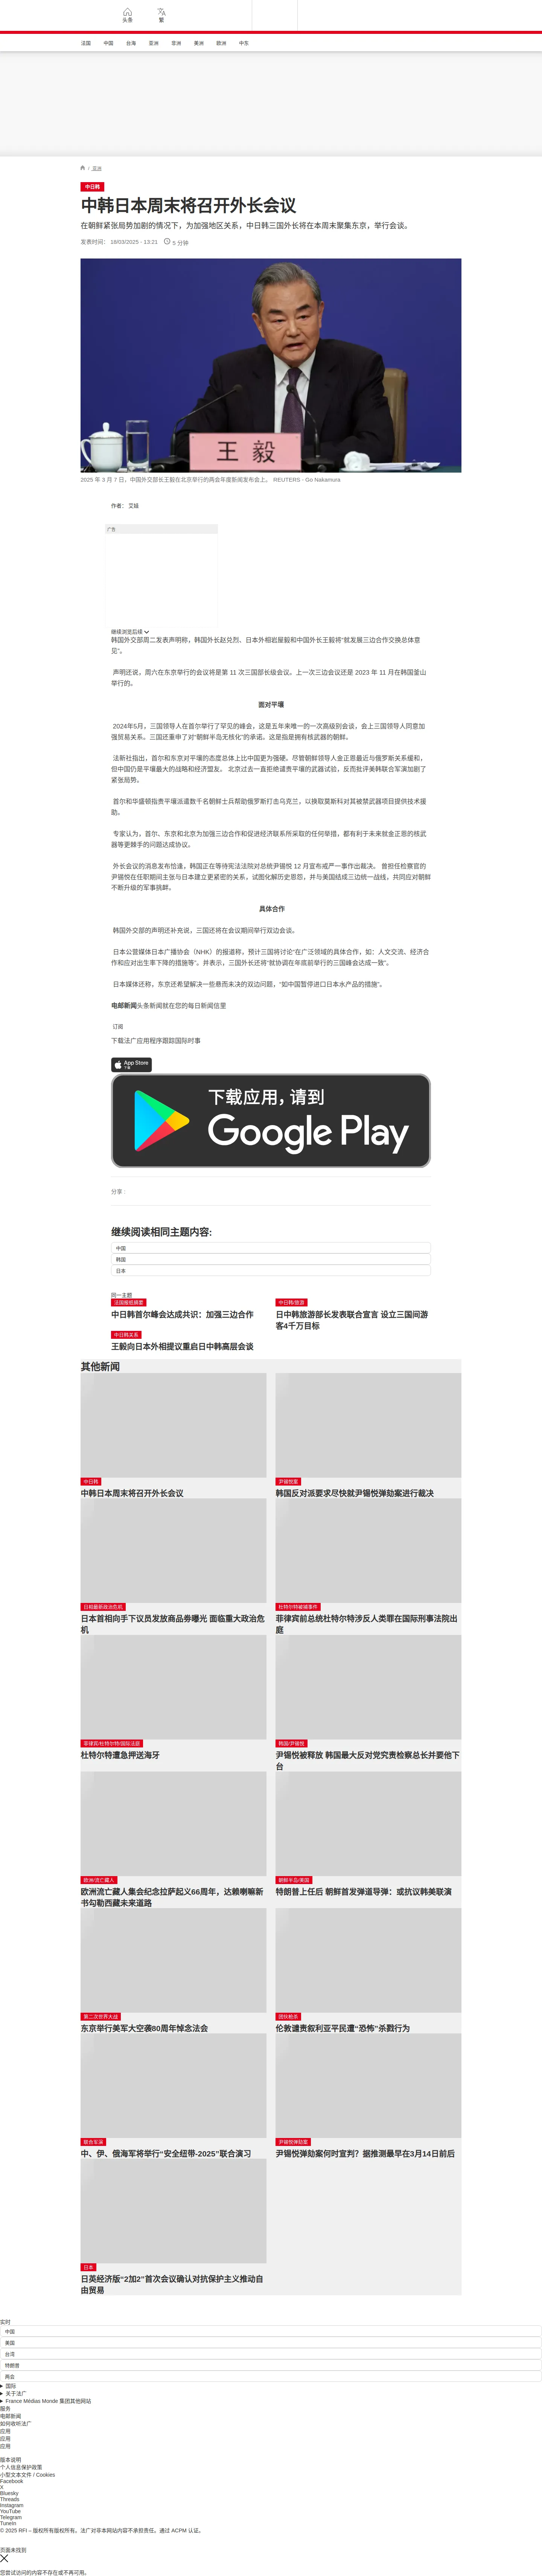 头条
繁
法国
中国
台海
亚洲
非洲
美洲
欧洲
中东
/ 亚洲
中日韩
中韩日本周末将召开外长会议
在朝鲜紧张局势加剧的情况下，为加强地区关系，中日韩三国外长将在本周末聚集东京，举行会谈。
发表时间： 18/03/2025 - 13:21 5 分钟
王 毅
2025 年 3 月 7 日，中国外交部长王毅在北京举行的两会年度新闻发布会上。 REUTERS - Go Nakamura
作者： 艾娃
广告
继续浏览后续
韩国外交部周二发表声明称，韩国外长赵兑烈、日本外相岩屋毅和中国外长王毅将“就发展三边合作交换总体意
见”。
声明还说，周六在东京举行的会议将是第 11 次三国部长级会议。上一次三边会议还是 2023 年 11 月在韩国釜山
举行的。
面对平壤
2024年5月，三国领导人在首尔举行了罕见的峰会，这是五年来唯一的一次高级别会谈，会上三国领导人同意加
强贸易关系。三国还重申了对“朝鲜半岛无核化”的承诺。这是指是拥有核武器的朝鲜。
法新社指出，首尔和东京对平壤的态度总体上比中国更为强硬。尽管朝鲜领导人金正恩最近与俄罗斯关系缓和，
但中国仍是平壤最大的战略和经济盟友。 北京过去一直拒绝谴责平壤的武器试验，反而批评美韩联合军演加剧了
紧张局势。
首尔和华盛顿指责平壤派遣数千名朝鲜士兵帮助俄罗斯打击乌克兰，以换取莫斯科对其被禁武器项目提供技术援
助。
专家认为，首尔、东京和北京为加强三边合作和促进经济联系所采取的任何举措，都有利于未来就金正恩的核武
器等更棘手的问题达成协议。
外长会议的消息发布恰逢，韩国正在等待宪法法院对总统尹锡悦 12 月宣布戒严一事作出裁决。 曾担任检察官的
尹锡悦在任职期间主张与日本建立更紧密的关系，试图化解历史恩怨，并与美国结成三边统一战线，共同应对朝鲜
不断升级的军事挑衅。
具体合作
韩国外交部的声明还补充说，三国还将在会议期间举行双边会谈。
日本公营媒体日本广播协会（NHK）的报道称，预计三国将讨论“在广泛领域的具体合作，如：人文交流、经济合
作和应对出生率下降的措施等”。并表示，三国外长还将“就协调在年底前举行的三国峰会达成一致”。
日本媒体还称，东京还希望解决一些悬而未决的双边问题，“如中国暂停进口日本水产品的措施”。
电邮新闻头条新闻就在您的每日新闻信里
订阅
下载法广应用程序跟踪国际时事
App Store
下载
下载应用，请到
Google Play
分享 :
继续阅读相同主题内容:
中国
韩国
日本
同一主题
法国报纸摘要
中日韩首尔峰会达成共识：加强三边合作
中日韩/旅游
日中韩旅游部长发表联合宣言 设立三国间游
客4千万目标
中日韩关系
王毅向日本外相提议重启日中韩高层会谈
其他新闻
中日韩
中韩日本周末将召开外长会议
尹锡悦案
韩国反对派要求尽快就尹锡悦弹劾案进行裁决
日相最新政治危机
日本首相向手下议员发放商品劵曝光 面临重大政治危
机
杜特尔特被捕事件
菲律宾前总统杜特尔特涉反人类罪在国际刑事法院出
庭
菲律宾/杜特尔特/国际法庭
杜特尔特遭急押送海牙
韩国/尹锡悦
尹锡悦被释放 韩国最大反对党究责检察总长并要他下
台
欧洲/流亡藏人
欧洲流亡藏人集会纪念拉萨起义66周年，达赖喇嘛新
书勾勒西藏未来道路
朝鲜半岛/美国
特朗普上任后 朝鲜首发弹道导弹：或抗议韩美联演
第二次世界大战
东京举行美军大空袭80周年悼念法会
团伙枪杀
伦敦谴责叙利亚平民遭“恐怖”杀戮行为
联合军演
中、伊、俄海军将举行“安全纽带-2025”联合演习
尹锡悦弹劾案
尹锡悦弹劾案何时宣判？据推测最早在3月14日前后
日本
日英经济版“2加2”首次会议确认对抗保护主义推动自
由贸易
实时
中国
美国
台湾
特朗普
两会
国际
关于法广
France Médias Monde 集团其他网站
服务
电邮新闻
如何收听法广
应用
应用
应用
版本说明
个人信息保护政策
小型文本文件 / Cookies
Facebook
X
Bluesky
Threads
Instagram
YouTube
Telegram
TuneIn
© 2025 RFI – 版权所有版权所有。法广对非本网站内容不承担责任。通过 ACPM 认证。
页面未找到
您尝试访问的内容不存在或不再可用。